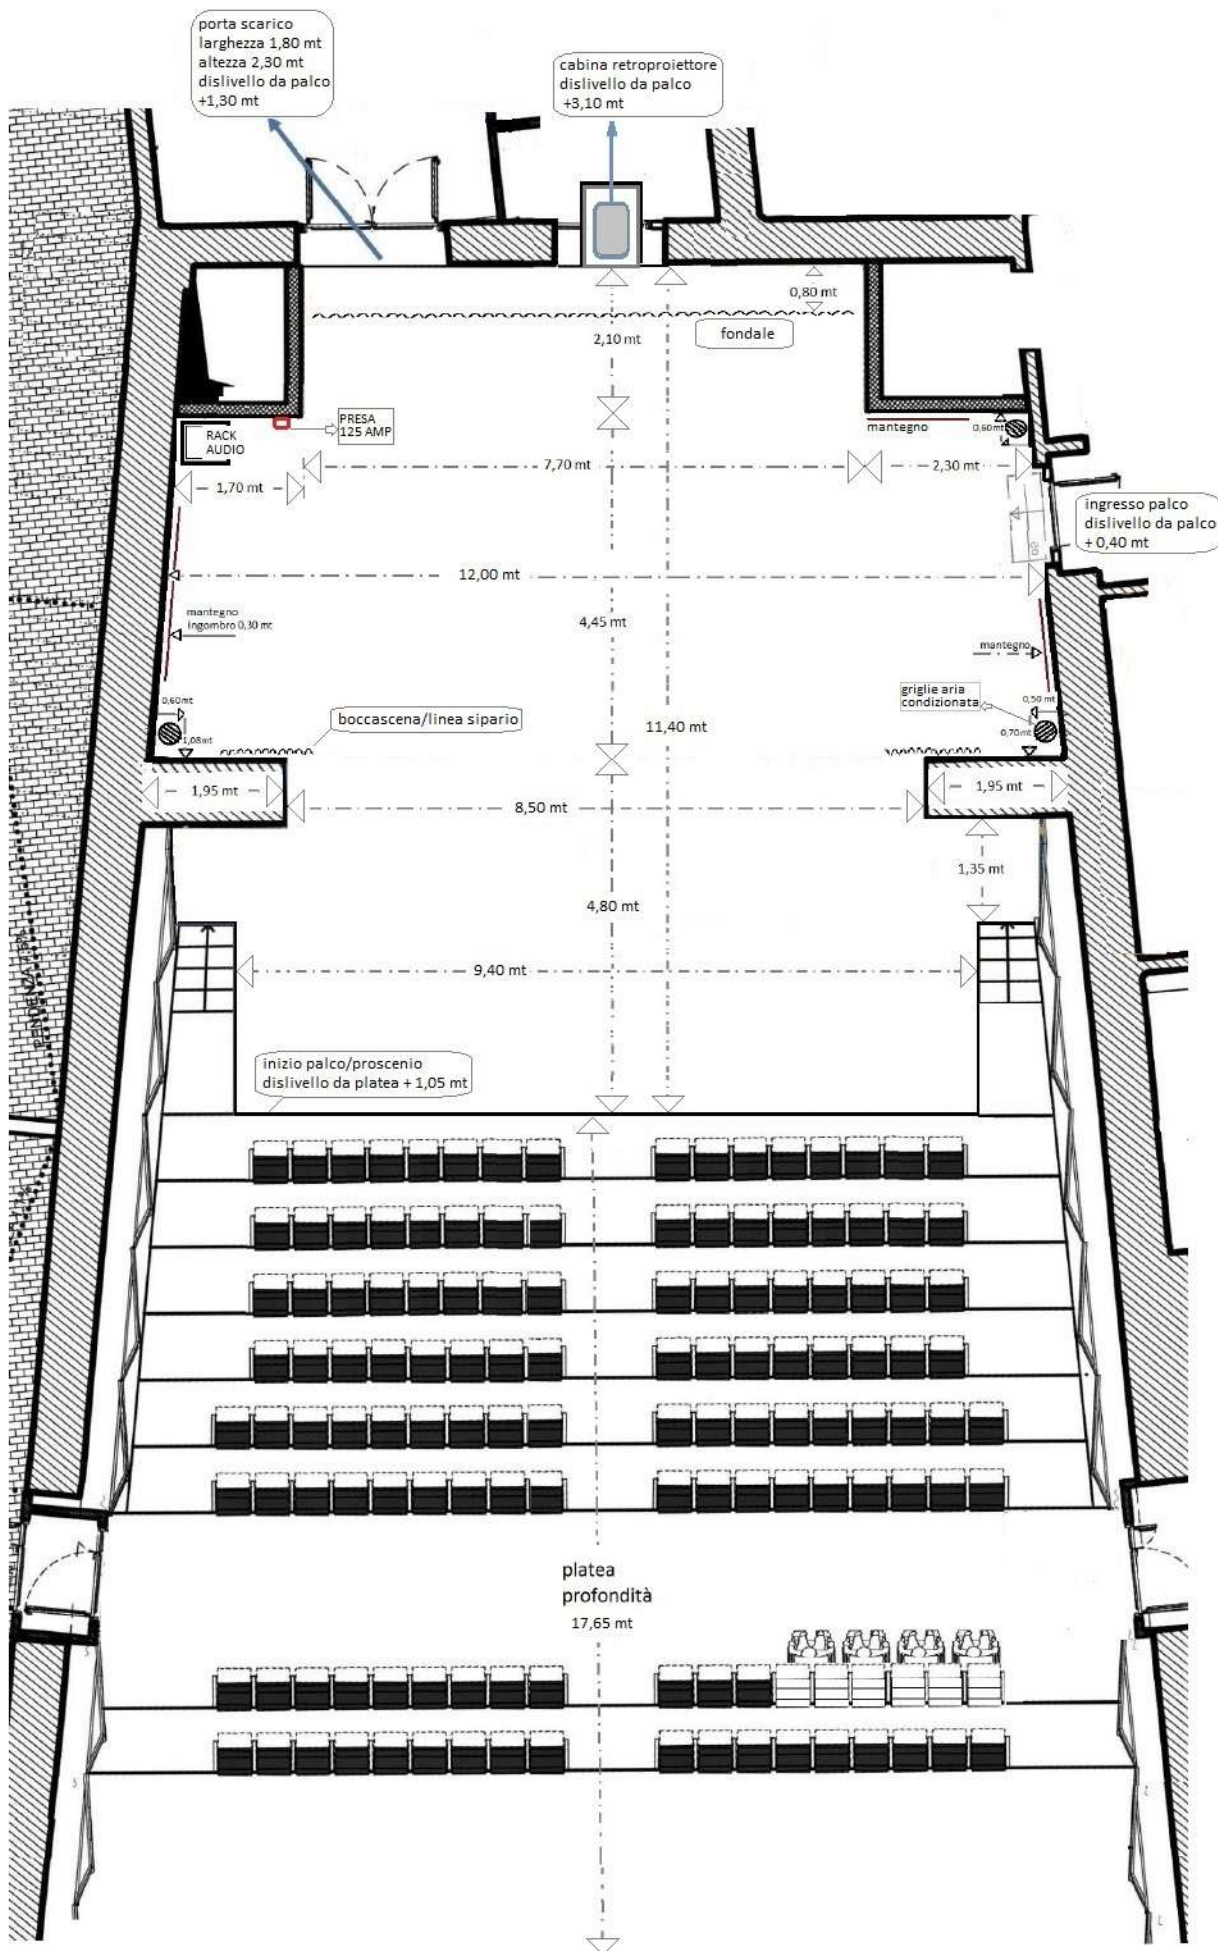 porta scarico
larghezza 1,80 mt
altezza 2,30 mt
dislivello da palco
+1,30 mt
cabina retroproiettore
dislivello da palco
+3,10 mt
0,80 mt
2,10 mt
fondale
PRESA
125 AMP
RACK
AUDIO
mantegno
0,60mt
7,70 mt
2,30 mt
1,70 mt
ingresso palco
dislivello da palco
+ 0,40 mt
12,00 mt
mantegno
ingombro 0,30 mt
4,45 mt
mantegno
griglie aria
condizionata
0,60mt
0,50mt
boccascena/linea sipario
11,40 mt
1,08mt
0,70mt
1,95 mt
8,50 mt
1,95 mt
1,35 mt
4,80 mt
9,40 mt
PENDENZA
inizio palco/proscenio
dislivello da platea + 1,05 mt
platea
profondità
17,65 mt